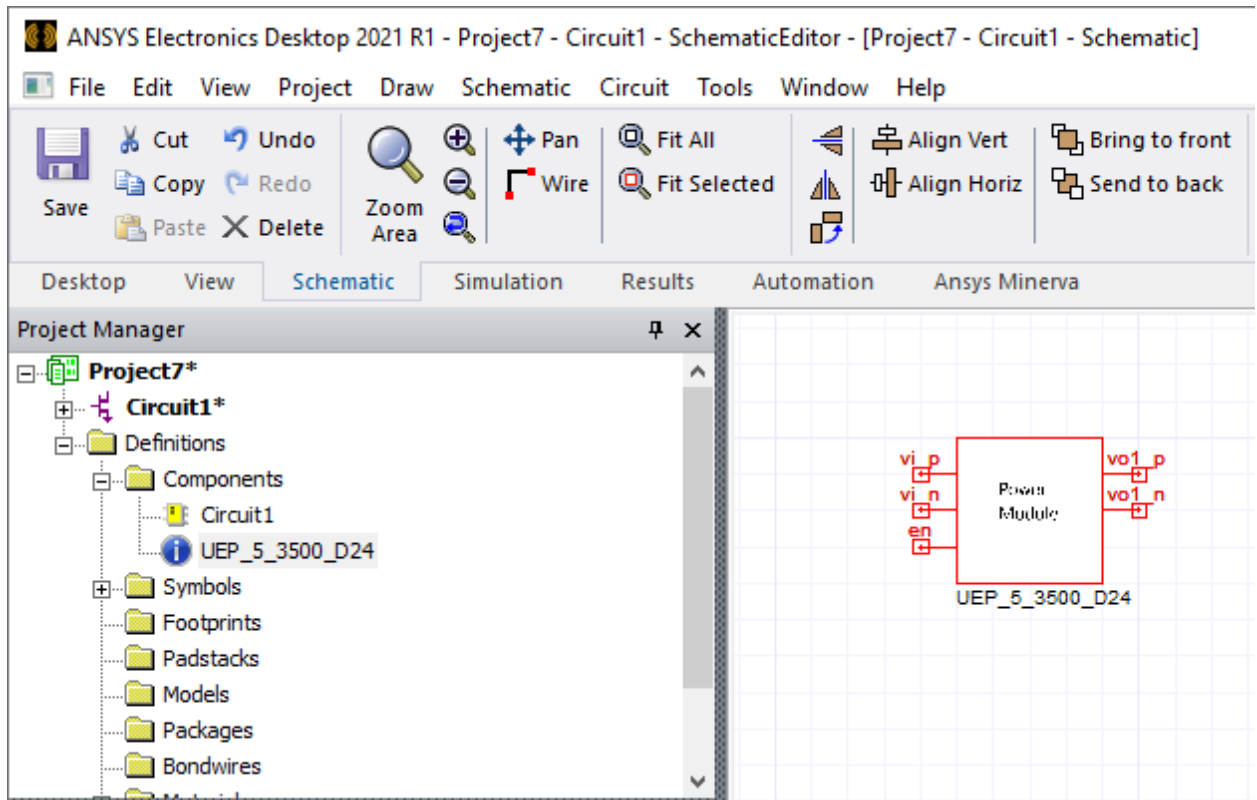 ANSYS Electronics Desktop 2021 R1 - Project7 - Circuit1 - SchematicEditor - [Project7 - Circuit1 - Schematic]
File Edit View Project Draw Schematic Circuit Tools Window Help
Save
Cut Undo
Copy Redo
Paste Delete
Zoom
Area
Pan
Wire
Fit All
Fit Selected
Align Vert
Align Horiz
Bring to front
Send to back
Desktop View Schematic Simulation Results Automation Ansys Minerva
Project Manager
Project7*
Circuit1*
Definitions
Components
Circuit1
UEP_5_3500_D24
Symbols
Footprints
Padstacks
Models
Packages
Bondwires
vi_p
vi_n
en
Power
Module
vo1_p
vo1_n
UEP_5_3500_D24